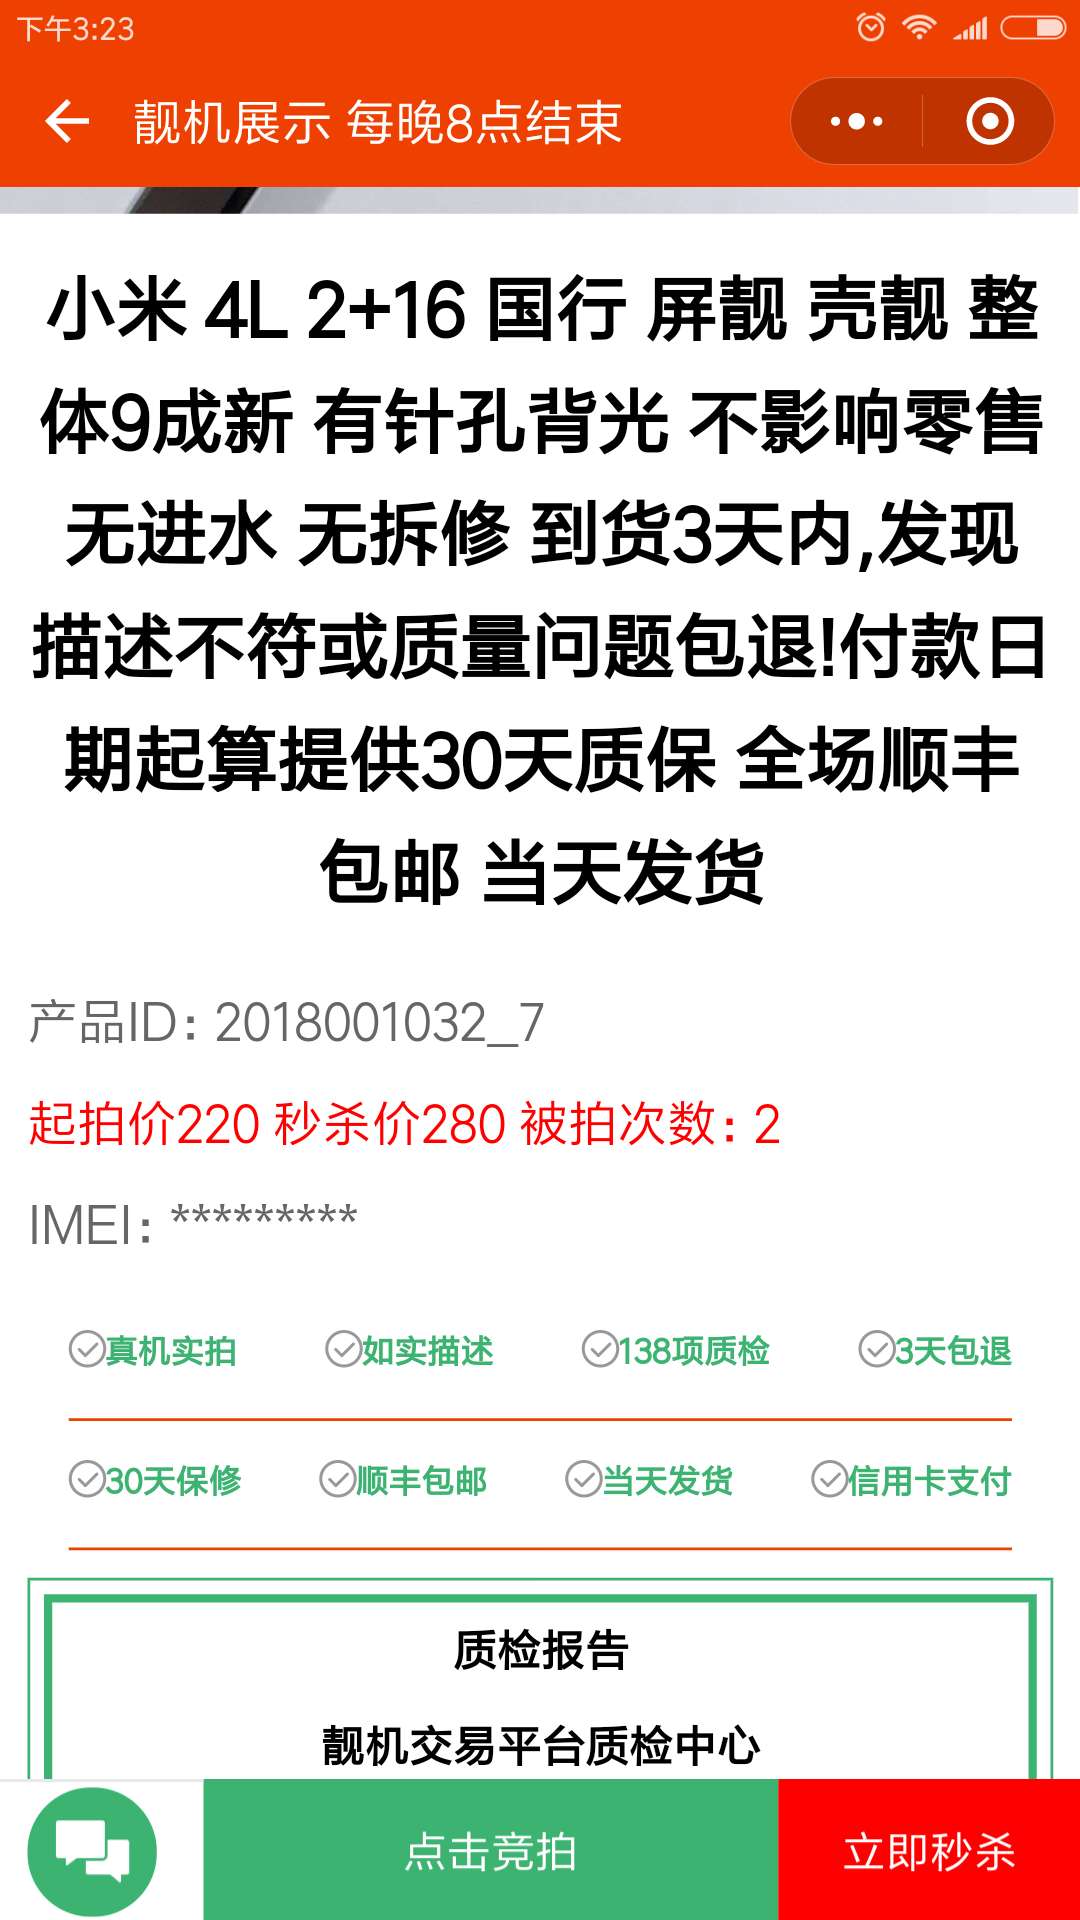 下午3:23
靓机展示 每晚8点结束
小米 4L 2+16 国行 屏靓 壳靓 整
体9成新 有针孔背光 不影响零售
无进水 无拆修 到货3天内,发现
描述不符或质量问题包退!付款日
期起算提供30天质保 全场顺丰
包邮 当天发货
产品ID: 2018001032_7
起拍价220 秒杀价280 被拍次数: 2
IMEI: *********
真机实拍 如实描述 138项质检 3天包退
30天保修 顺丰包邮 当天发货 信用卡支付
质检报告
靓机交易平台质检中心
点击竞拍 立即秒杀